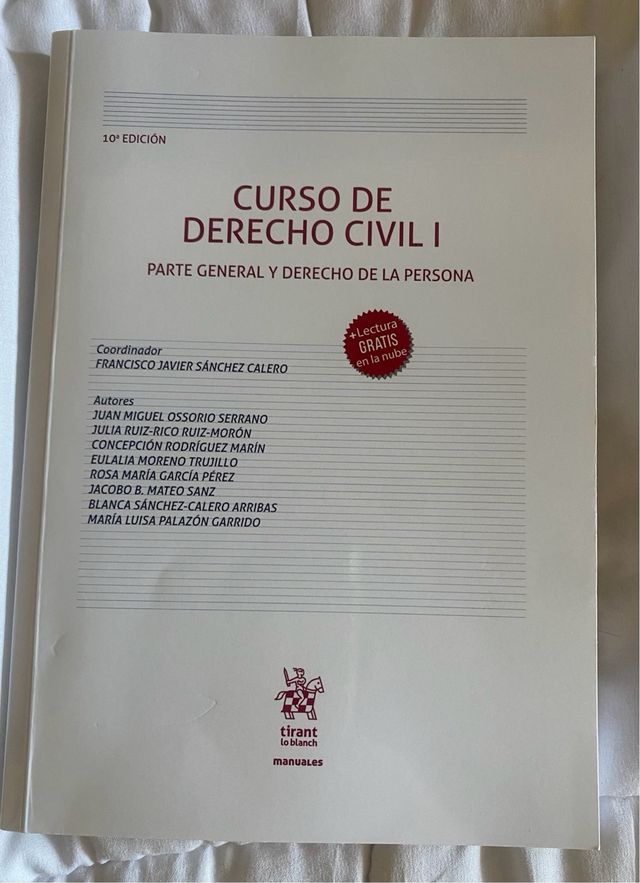 10ª EDICIÓN
CURSO DE
DERECHO CIVIL I
PARTE GENERAL Y DERECHO DE LA PERSONA
+Lectura
GRATIS
en la nube
Coordinador
FRANCISCO JAVIER SÁNCHEZ CALERO
Autores
JUAN MIGUEL OSSORIO SERRANO
JULIA RUIZ-RICO RUIZ-MORÓN
CONCEPCIÓN RODRÍGUEZ MARÍN
EULALIA MORENO TRUJILLO
ROSA MARÍA GARCÍA PÉREZ
JACOBO B. MATEO SANZ
BLANCA SÁNCHEZ-CALERO ARRIBAS
MARÍA LUISA PALAZÓN GARRIDO
tirant
lo blanch
manuales